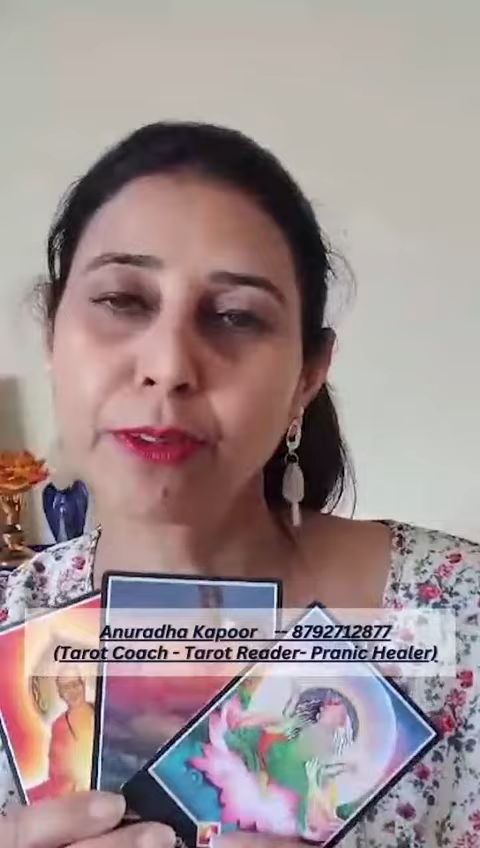 Anuradha Kapoor -- 8792712877
(Tarot Coach - Tarot Reader- Pranic Healer)